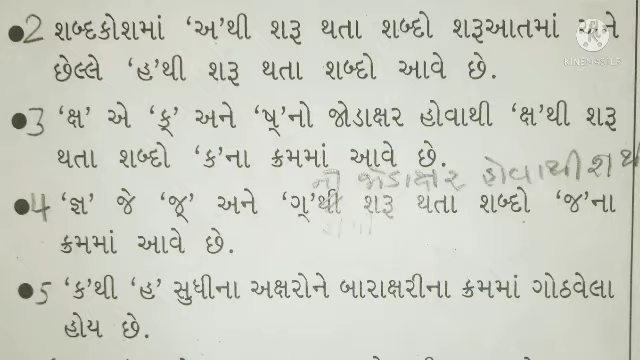 2 શબ્દકોશમાં ‘અ’થી શરૂ થતા શબ્દો શરૂઆતમાં અને
છેલ્લે ‘હ’થી શરૂ થતા શબ્દો આવે છે.
3 ‘ક્ષ’ એ ‘ક્’ અને ‘ષ્’નો જોડાક્ષર હોવાથી ‘ક્ષ’થી શરૂ
થતા શબ્દો ‘ક’ના ક્રમમાં આવે છે.
નો જોડાક્ષર હોવાથી
4 ‘જ્ઞ’ જે ‘જ્’ અને ‘ગ્’થી શરૂ થતા શબ્દો ‘જ’ના
ક્રમમાં આવે છે.
5 ‘ક’થી ‘હ’ સુધીના અક્ષરોને બારાક્ષરીના ક્રમમાં ગોઠવેલા
હોય છે.
KINEMASTER